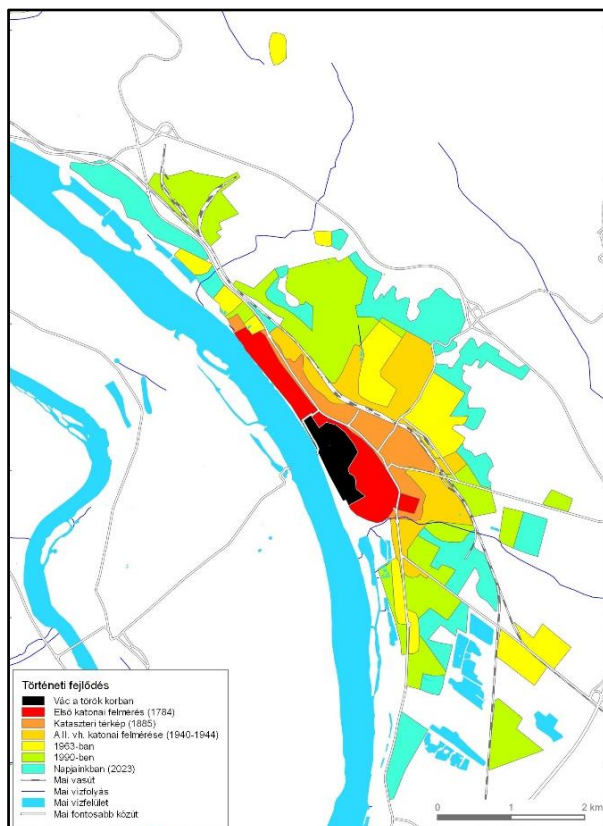 Történeti fejlődés
Vác a török korban
Első katonai felmérés (1784)
Kataszteri térkép (1885)
A II. vh. katonai felmérése (1940-1944)
1963-ban
1990-ben
Napjainkban (2023)
Mai vasút
Mai vízfolyás
Mai vízfelület
Mai fontosabb közút
0 1 2 km